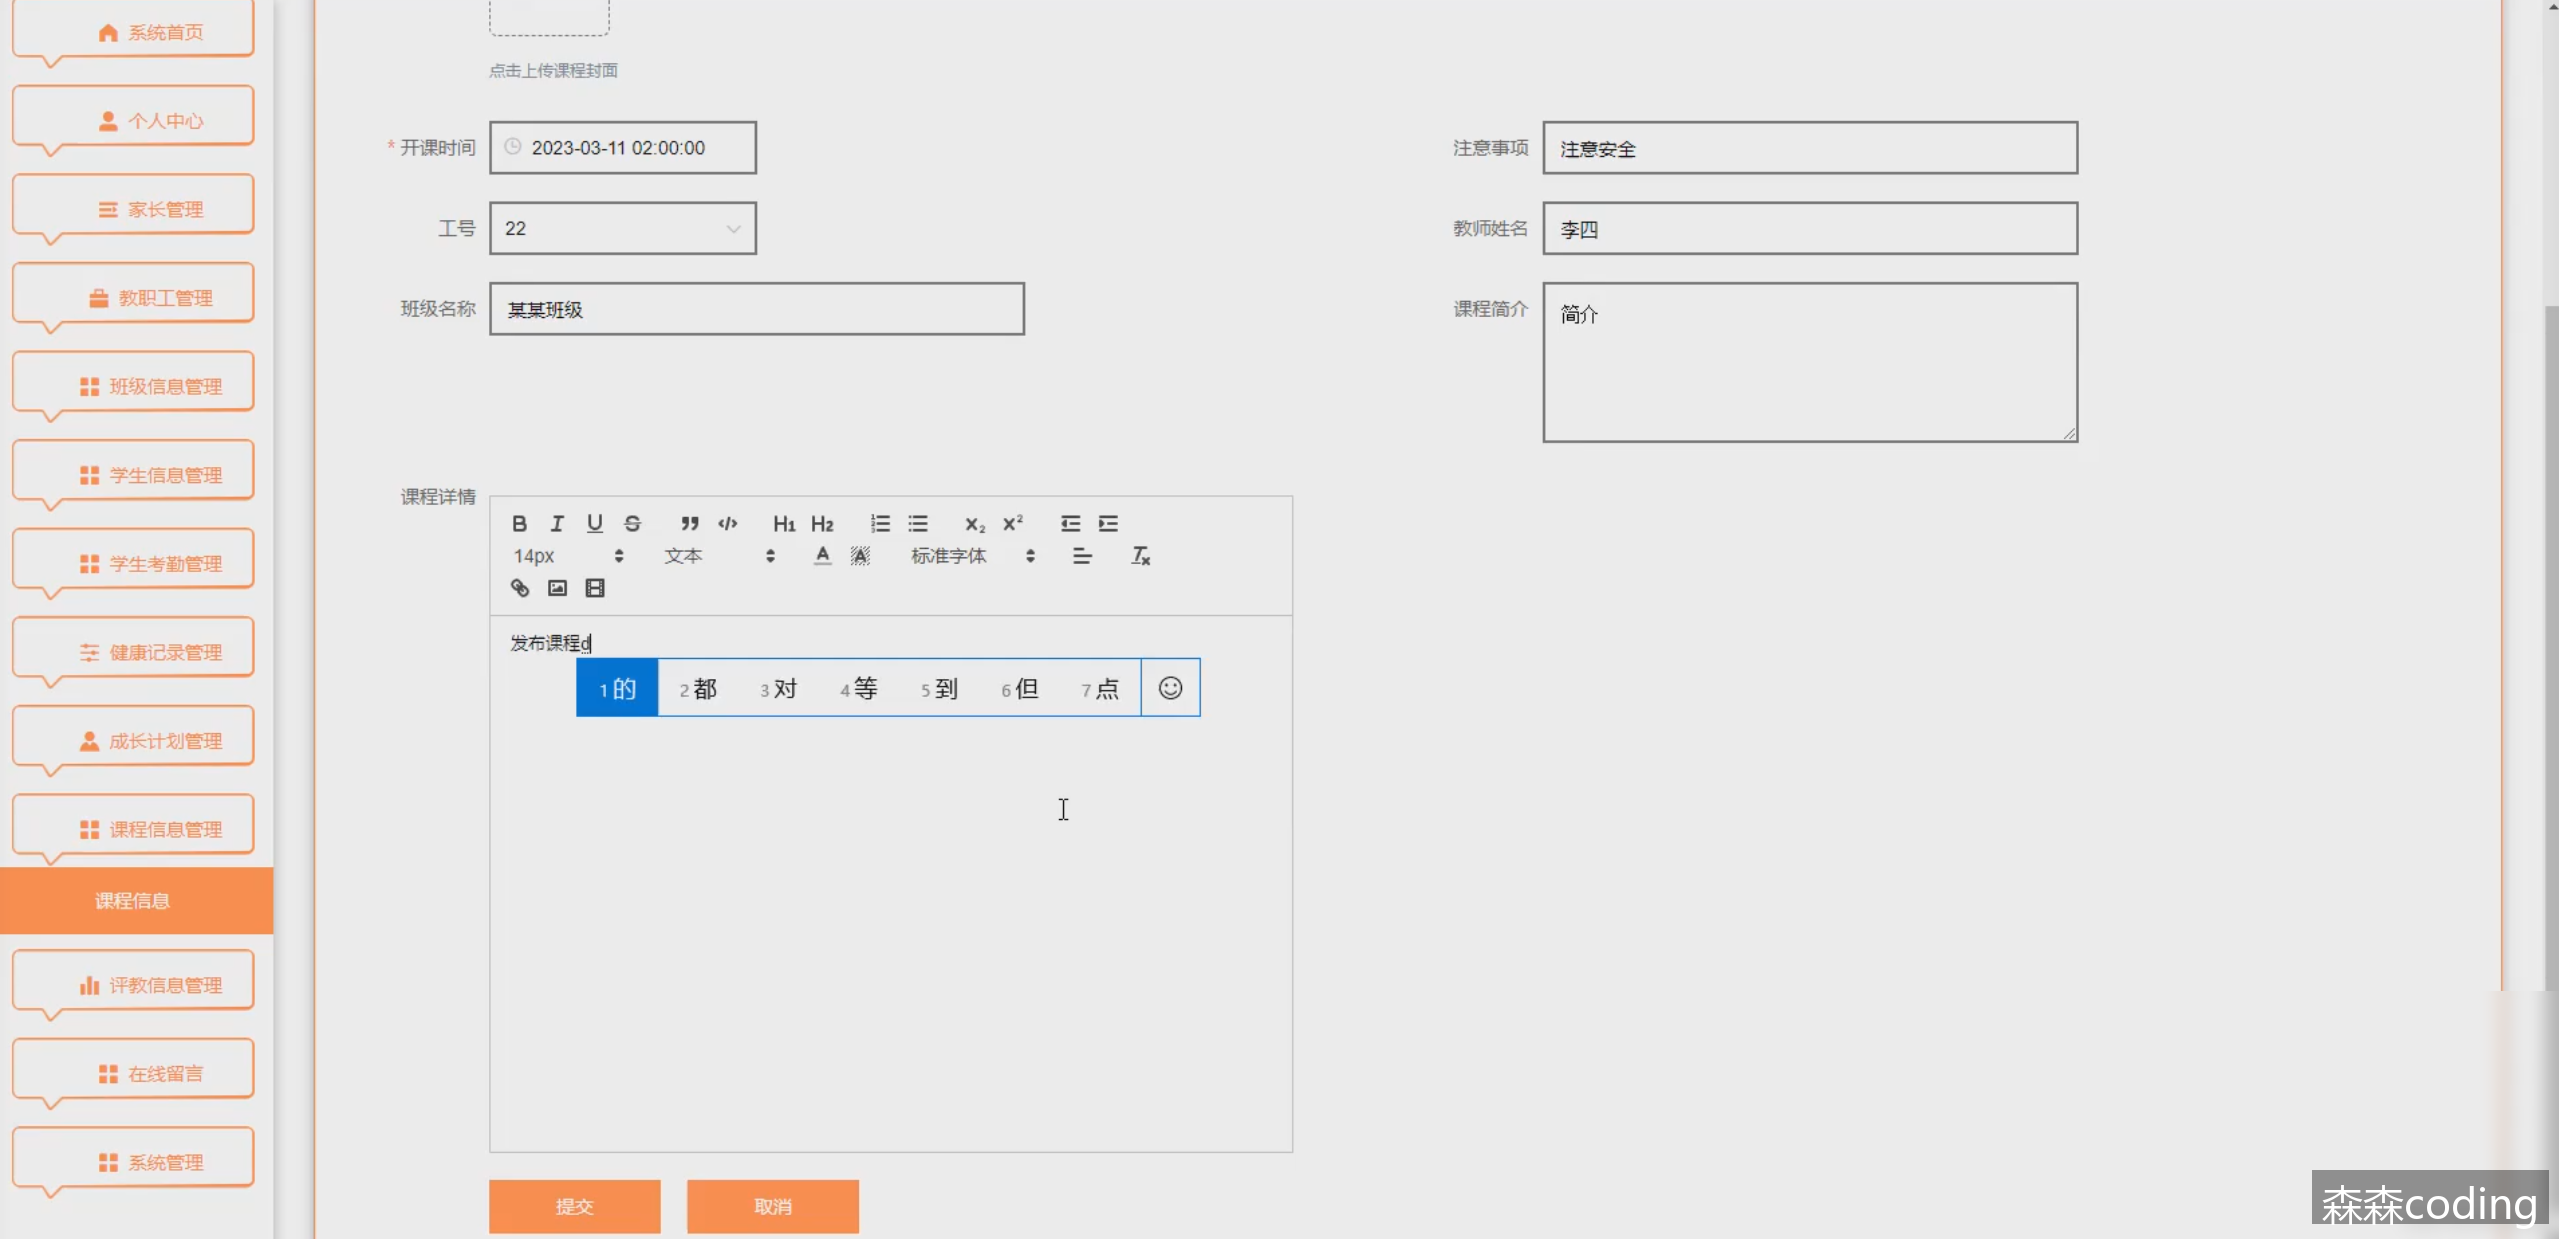 系统首页
个人中心
家长管理
教职工管理
班级信息管理
学生信息管理
学生考勤管理
健康记录管理
成长计划管理
课程信息管理
课程信息
评教信息管理
在线留言
系统管理
点击上传课程封面
* 开课时间 2023-03-11 02:00:00
注意事项 注意安全
工号 22
教师姓名 李四
班级名称 某某班级
课程简介 简介
课程详情
B I U S H1 H2 X2 X2
14px 文本 A A 标准字体 Tx
发布课程d
1 的 2 都 3 对 4 等 5 到 6 但 7 点
提交 取消
森森coding